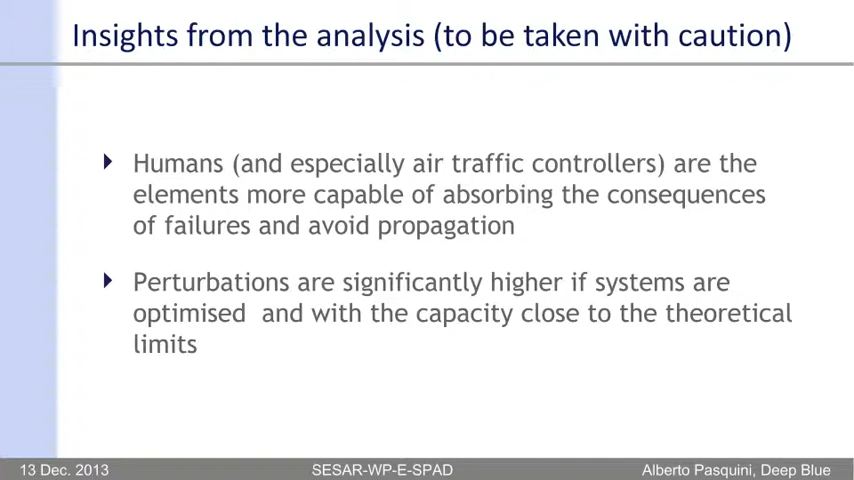 Insights from the analysis (to be taken with caution)
Humans (and especially air traffic controllers) are the
elements more capable of absorbing the consequences
of failures and avoid propagation
Perturbations are significantly higher if systems are
optimised  and with the capacity close to the theoretical
limits
13 Dec. 2013
SESAR-WP-E-SPAD
Alberto Pasquini, Deep Blue